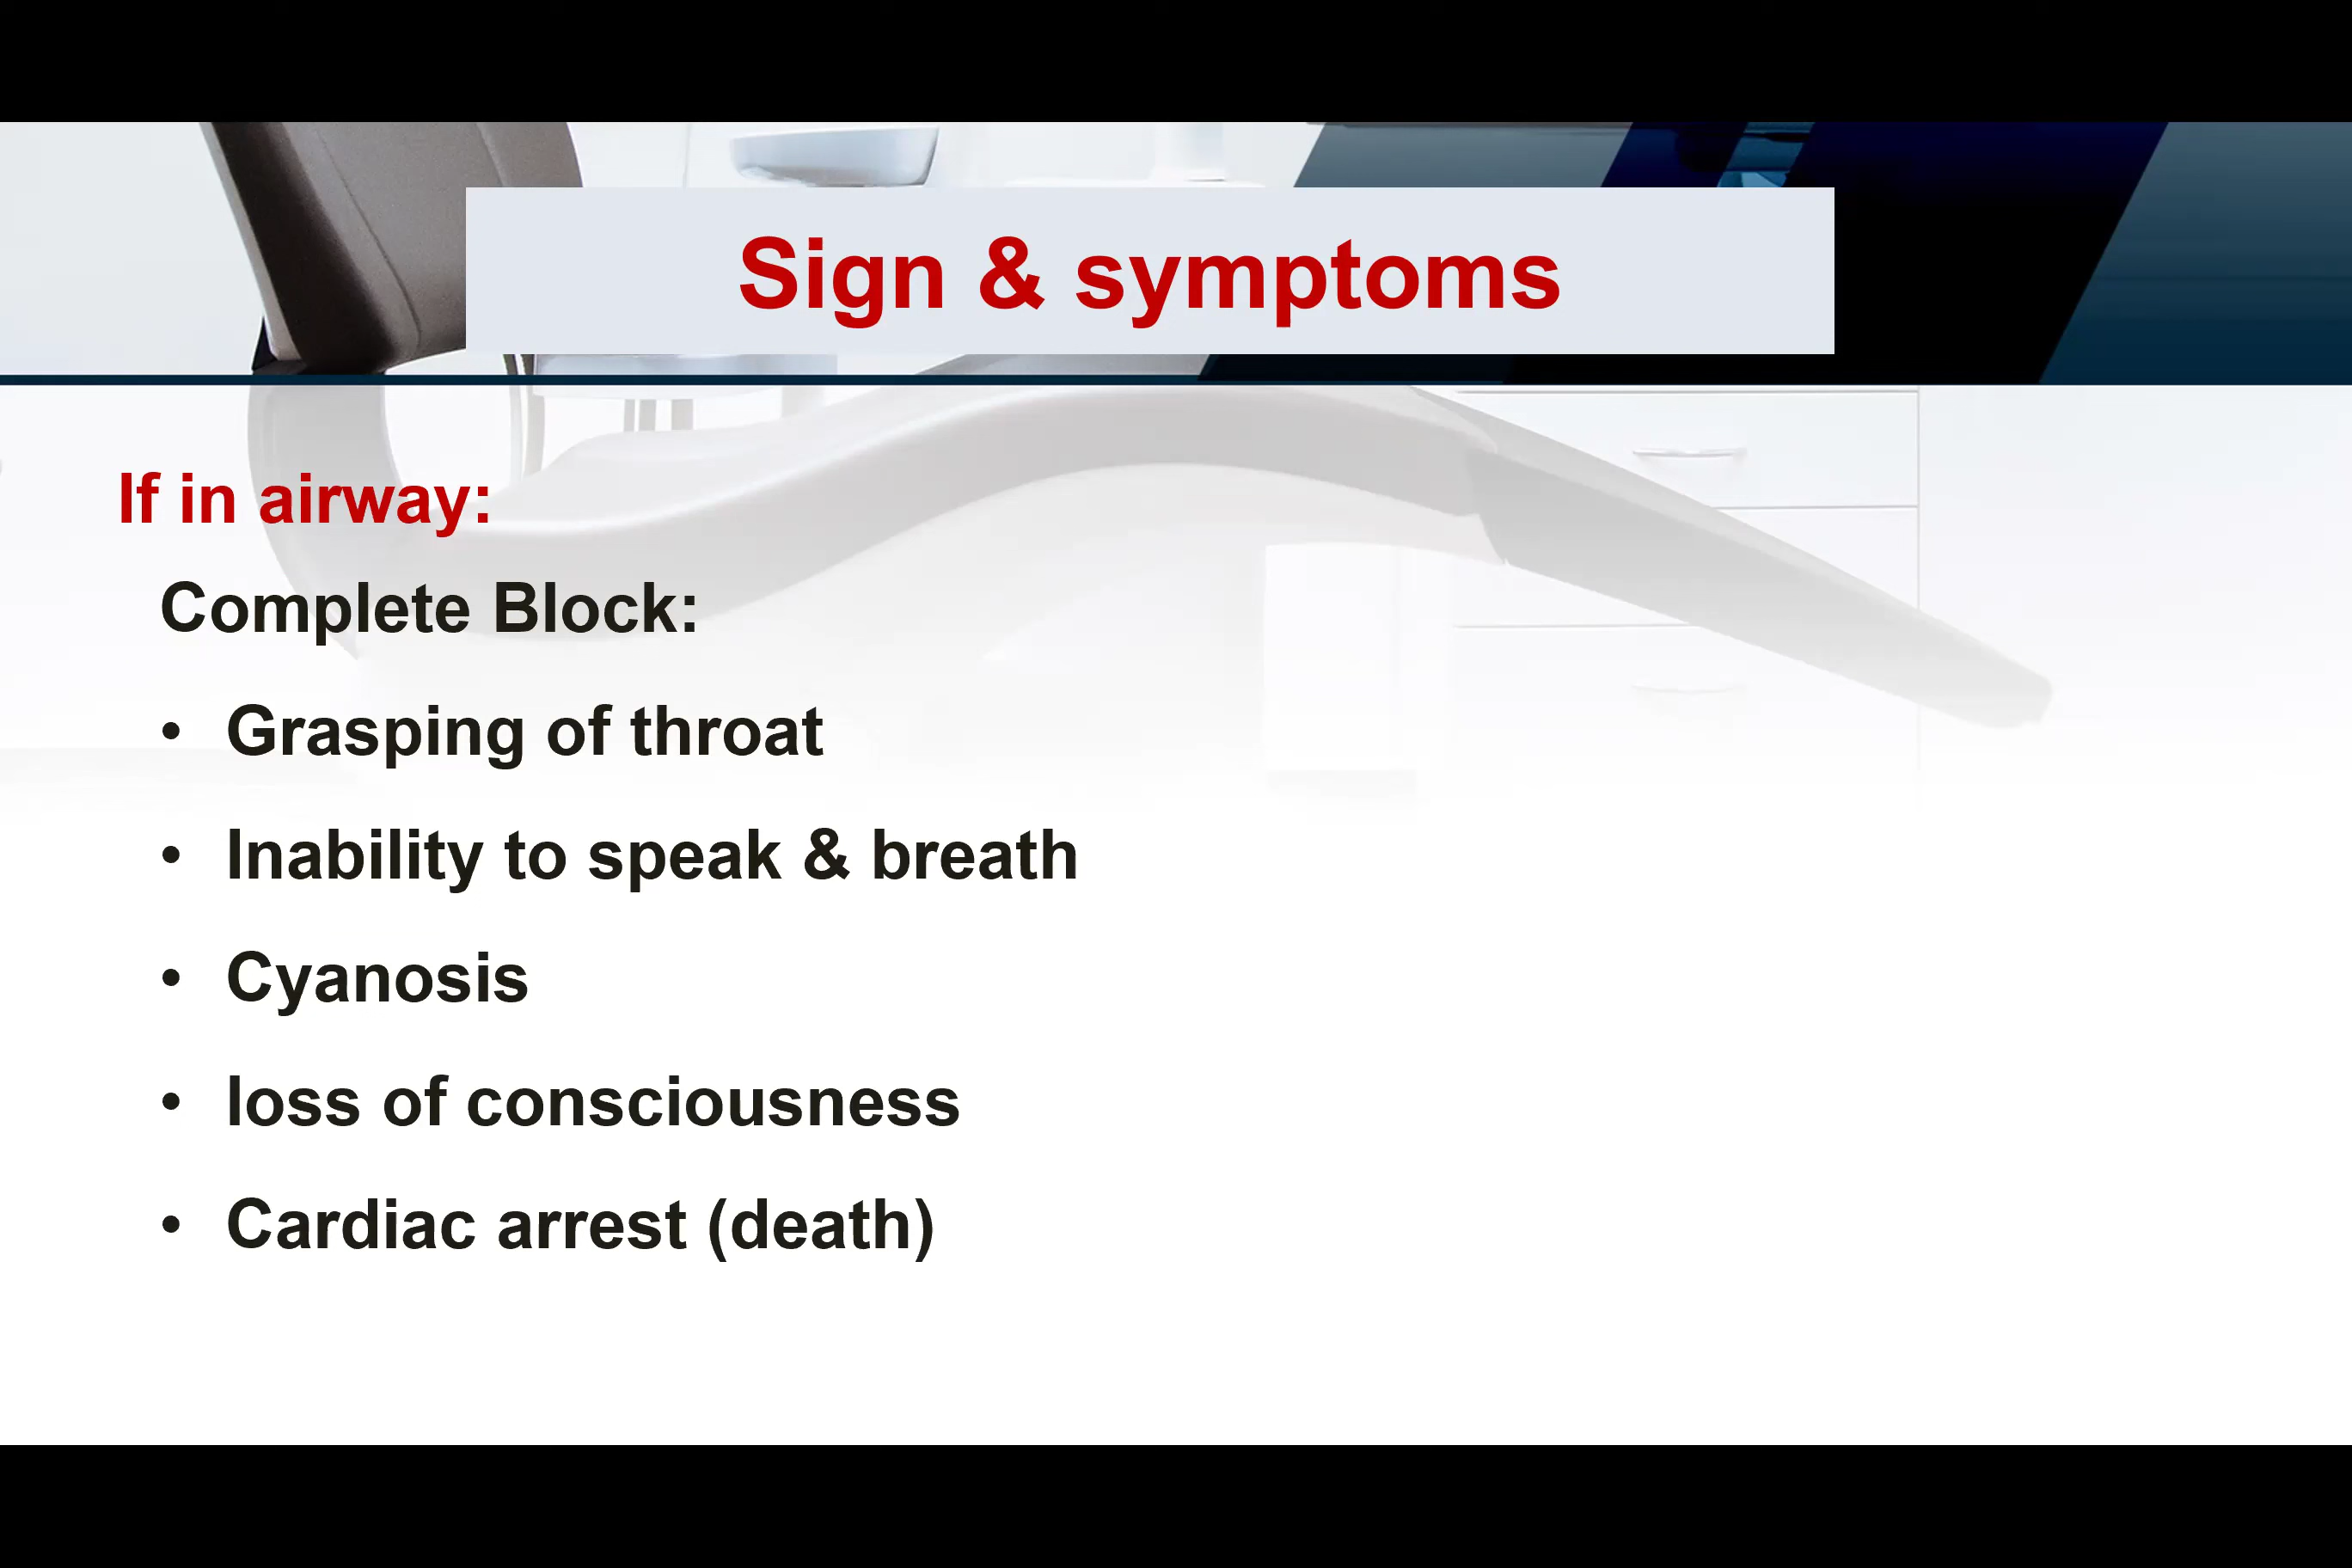 Sign & symptoms
If in airway:
Complete Block:
• Grasping of throat
• Inability to speak & breath
• Cyanosis
• loss of consciousness
• Cardiac arrest (death)